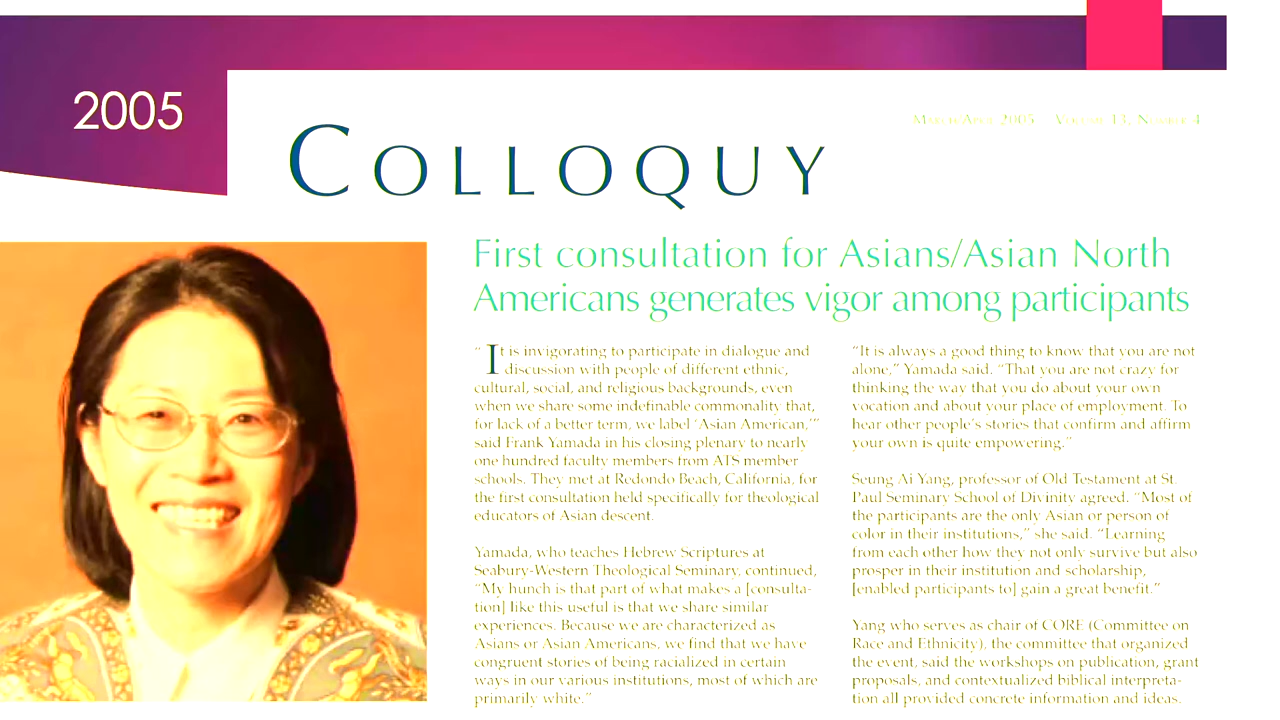 2005
March/April 2005 Volume 13, Number 4
COLLOQUY
First consultation for Asians/Asian North
Americans generates vigor among participants
“It is invigorating to participate in dialogue and
discussion with people of different ethnic,
cultural, social, and religious backgrounds, even
when we share some indefinable commonality that,
for lack of a better term, we label ‘Asian American,’”
said Frank Yamada in his closing plenary to nearly
one hundred faculty members from ATS member
schools. They met at Redondo Beach, California, for
the first consultation held specifically for theological
educators of Asian descent.
Yamada, who teaches Hebrew Scriptures at
Seabury-Western Theological Seminary, continued,
“My hunch is that part of what makes a [consulta-
tion] like this useful is that we share similar
experiences. Because we are characterized as
Asians or Asian Americans, we find that we have
congruent stories of being racialized in certain
ways in our various institutions, most of which are
primarily white.”
“It is always a good thing to know that you are not
alone,” Yamada said. “That you are not crazy for
thinking the way that you do about your own
vocation and about your place of employment. To
hear other people’s stories that confirm and affirm
your own is quite empowering.”
Seung Ai Yang, professor of Old Testament at St.
Paul Seminary School of Divinity agreed. “Most of
the participants are the only Asian or person of
color in their institutions,” she said. “Learning
from each other how they not only survive but also
prosper in their institution and scholarship,
[enabled participants to] gain a great benefit.”
Yang who serves as chair of CORE (Committee on
Race and Ethnicity), the committee that organized
the event, said the workshops on publication, grant
proposals, and contextualized biblical interpreta-
tion all provided concrete information and ideas.